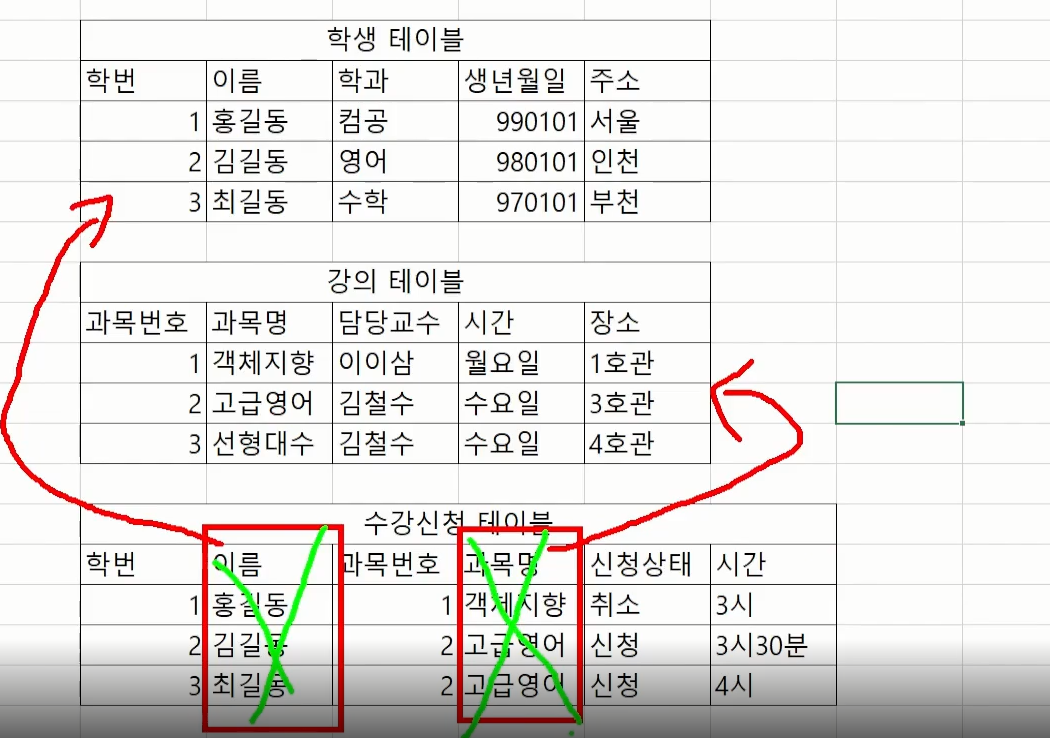 학생 테이블
학번 이름 학과 생년월일 주소
1 홍길동 컴공 990101 서울
2 김길동 영어 980101 인천
3 최길동 수학 970101 부천
강의 테이블
과목번호 과목명 담당교수 시간 장소
1 객체지향 이이삼 월요일 1호관
2 고급영어 김철수 수요일 3호관
3 선형대수 김철수 수요일 4호관
수강신청 테이블
학번 이름 과목번호 과목명 신청상태 시간
1 홍길동 1 객체지향 취소 3시
2 김길동 2 고급영어 신청 3시30분
3 최길동 2 고급영어 신청 4시